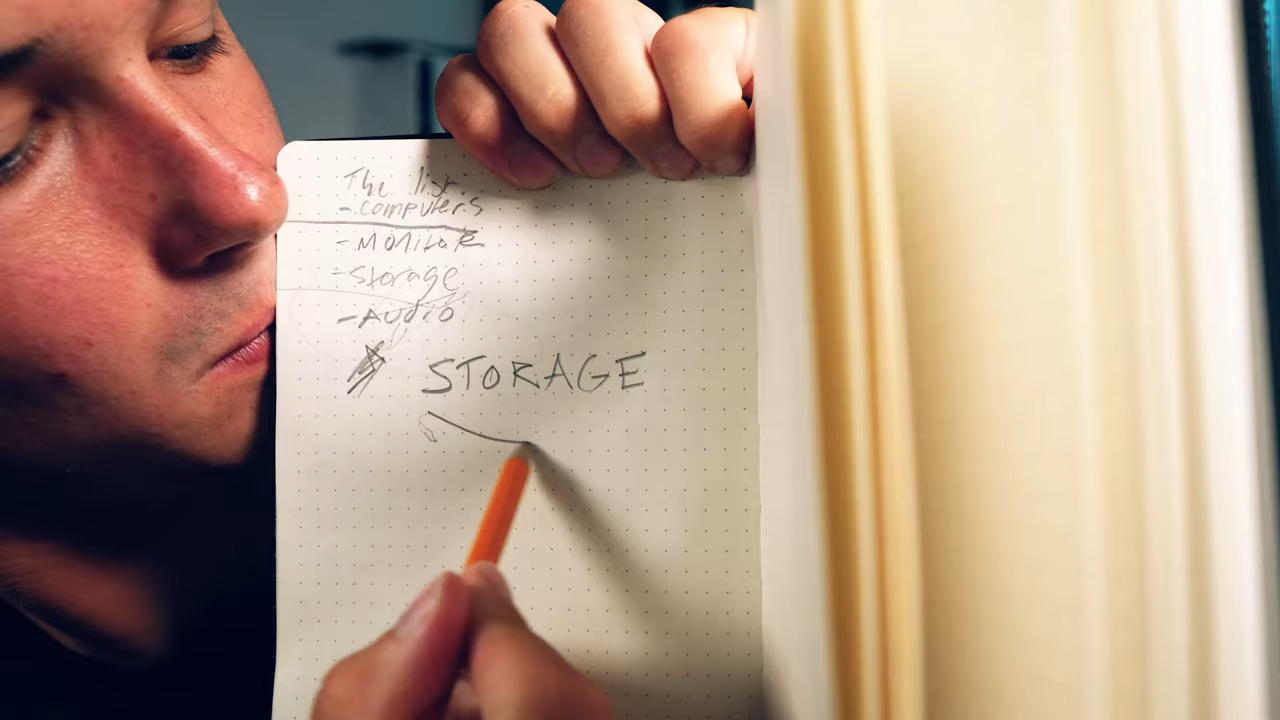 The list:
- computers
- MONitoR
- Storage
- AUDiO
STORAGE